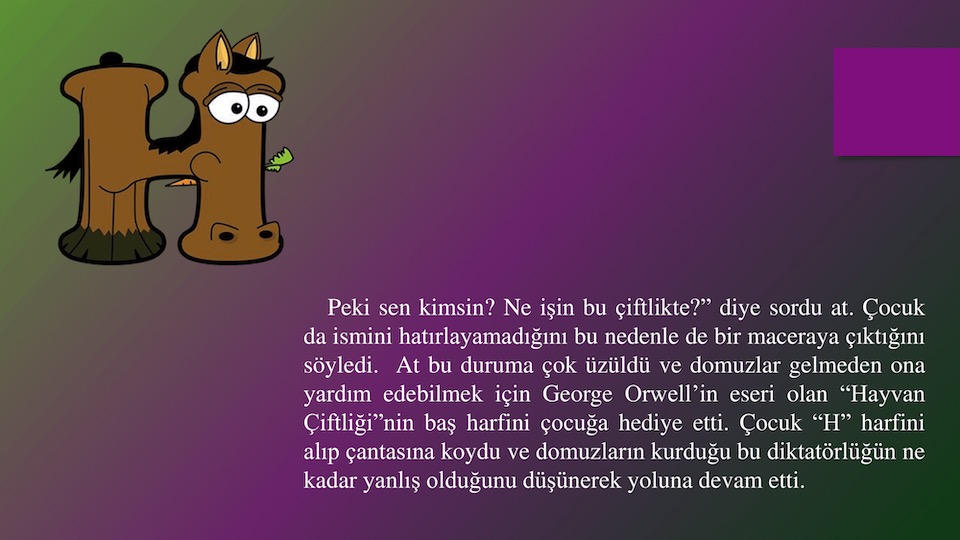 H
Peki sen kimsin? Ne işin bu çiftlikte?” diye sordu at. Çocuk
da ismini hatırlayamadığını bu nedenle de bir maceraya çıktığını
söyledi.  At bu duruma çok üzüldü ve domuzlar gelmeden ona
yardım edebilmek için George Orwell’in eseri olan “Hayvan
Çiftliği”nin baş harfini çocuğa hediye etti. Çocuk “H” harfini
alıp çantasına koydu ve domuzların kurduğu bu diktatörlüğün ne
kadar yanlış olduğunu düşünerek yoluna devam etti.